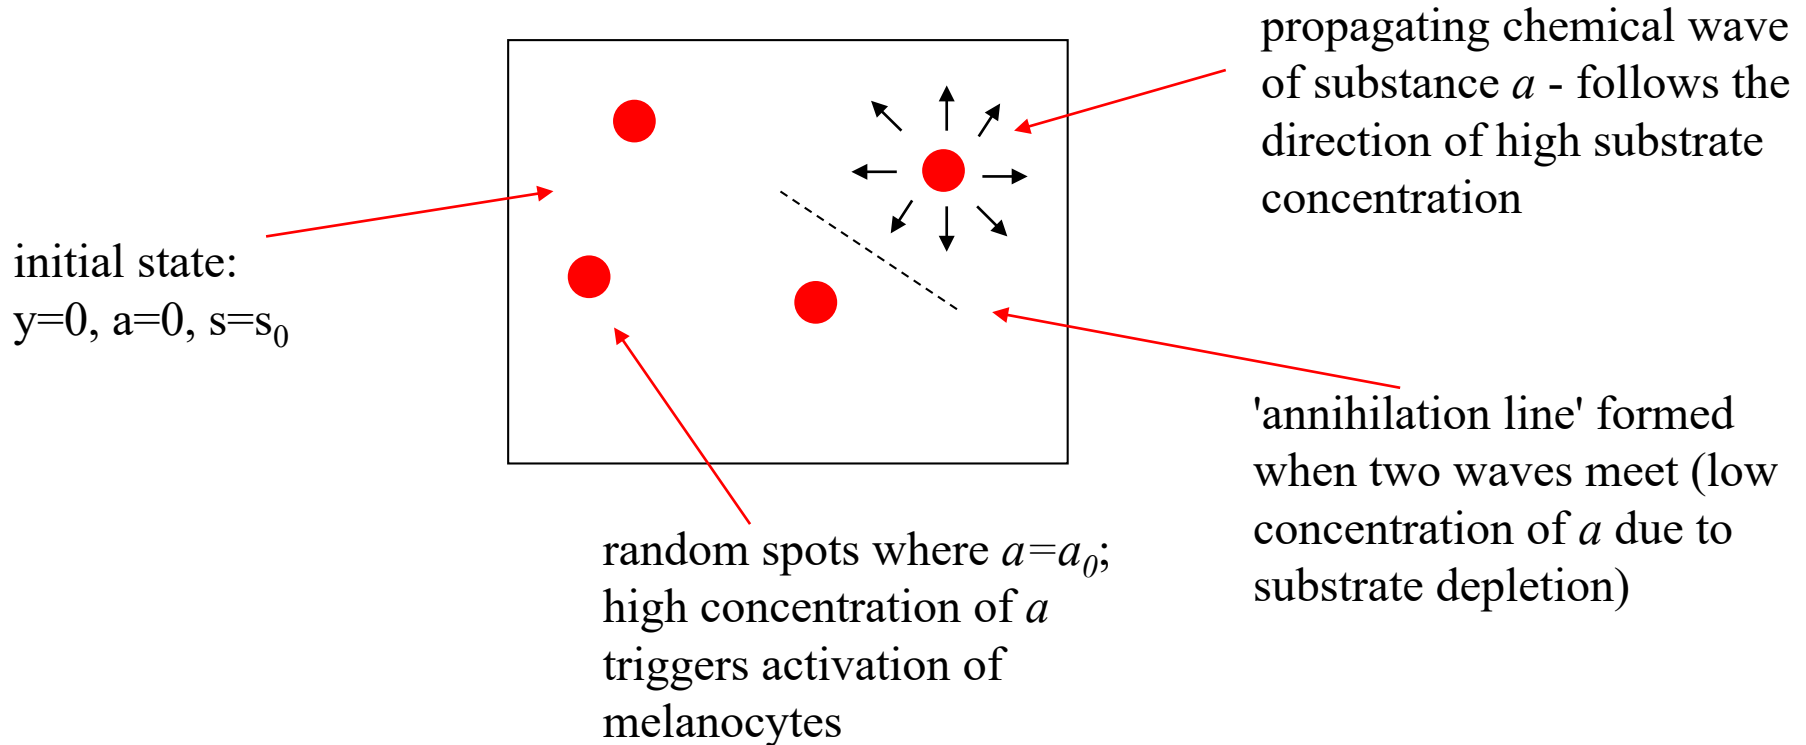 propagating chemical wave
of substance a - follows the
direction of high substrate
concentration
initial state:
y=0, a=0, s=s₀
'annihilation line' formed
when two waves meet (low
concentration of a due to
substrate depletion)
random spots where a=a₀;
high concentration of a
triggers activation of
melanocytes